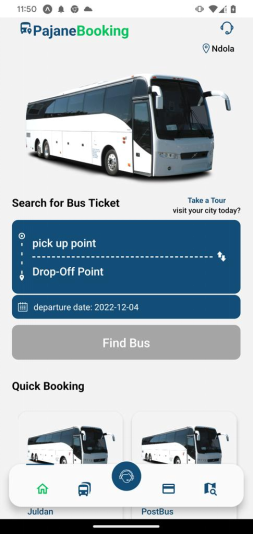 11:50
PajaneBooking
Ndola
Search for Bus Ticket
Take a Tour
visit your city today?
pick up point
Drop-Off Point
departure date: 2022-12-04
Find Bus
Quick Booking
Juldan
PostBus